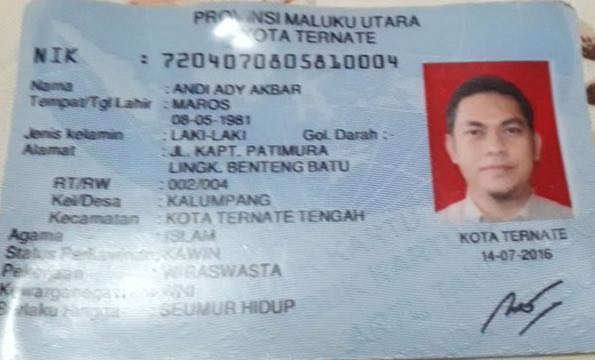 PROVINSI MALUKU UTARA
KOTA TERNATE
NIK : 7204070805810004
Nama : ANDI ADY AKBAR
Tempat/Tgl Lahir : MAROS
08-05-1981
Jenis kelamin : LAKI-LAKI Gol. Darah :-
Alamat : JL. KAPT. PATIMURA
LINGK. BENTENG BATU
RT/RW : 002/004
Kel/Desa : KALUMPANG
Kecamatan : KOTA TERNATE TENGAH
Agama : ISLAM
Status Perkawinan: KAWIN
Pekerjaan : WIRASWASTA
Kewarganegaraan: WNI
Berlaku Hingga : SEUMUR HIDUP
KOTA TERNATE
14-07-2016